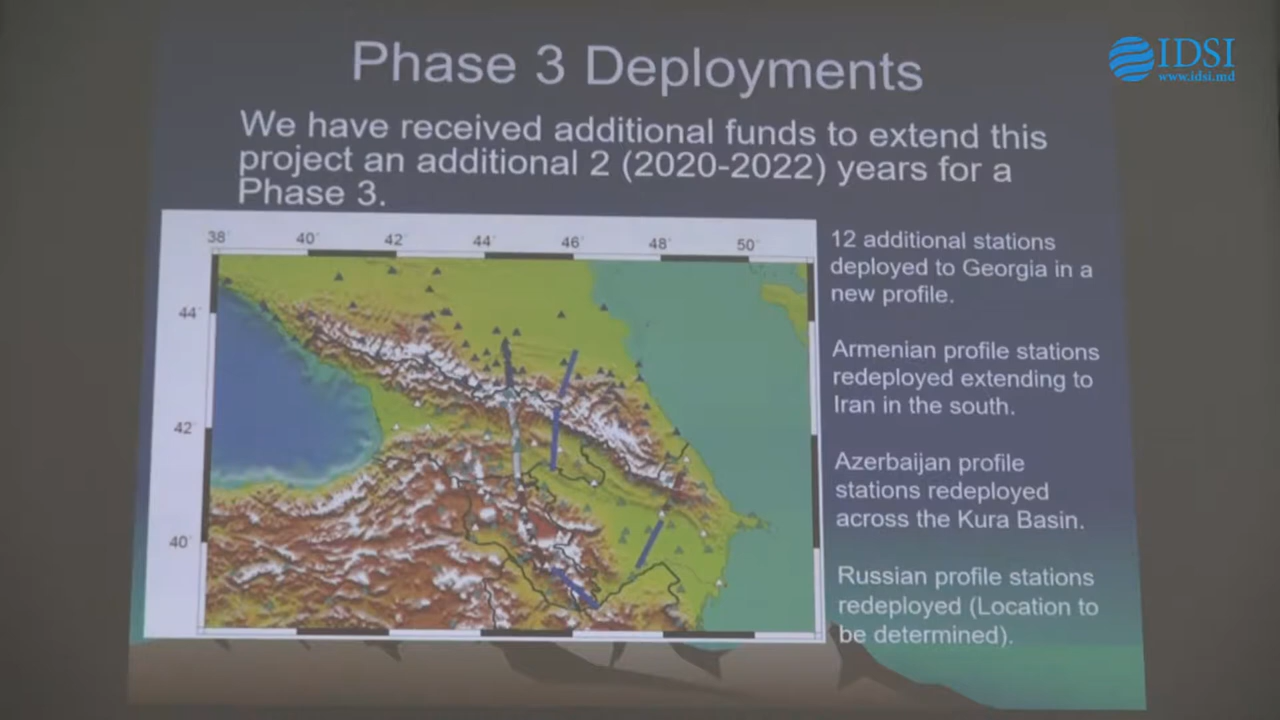 IDSI
www.idsi.md
Phase 3 Deployments
We have received additional funds to extend this
project an additional 2 (2020-2022) years for a
Phase 3.
38° 40° 42° 44° 46° 48° 50°
44°
42°
40°
12 additional stations
deployed to Georgia in a
new profile.
Armenian profile stations
redeployed extending to
Iran in the south.
Azerbaijan profile
stations redeployed
across the Kura Basin.
Russian profile stations
redeployed (Location to
be determined).